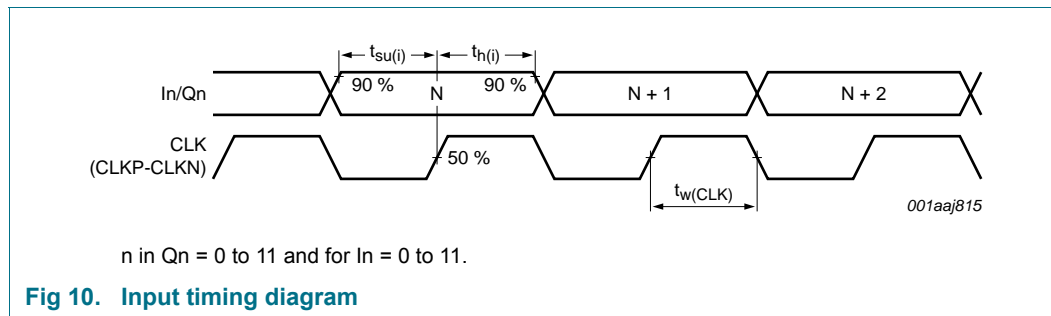 tsu(i) th(i)
90 % N 90 % N + 1 N + 2
In/Qn
CLK
(CLKP-CLKN)
50 %
tw(CLK)
001aaj815
n in Qn = 0 to 11 and for In = 0 to 11.
Fig 10. Input timing diagram